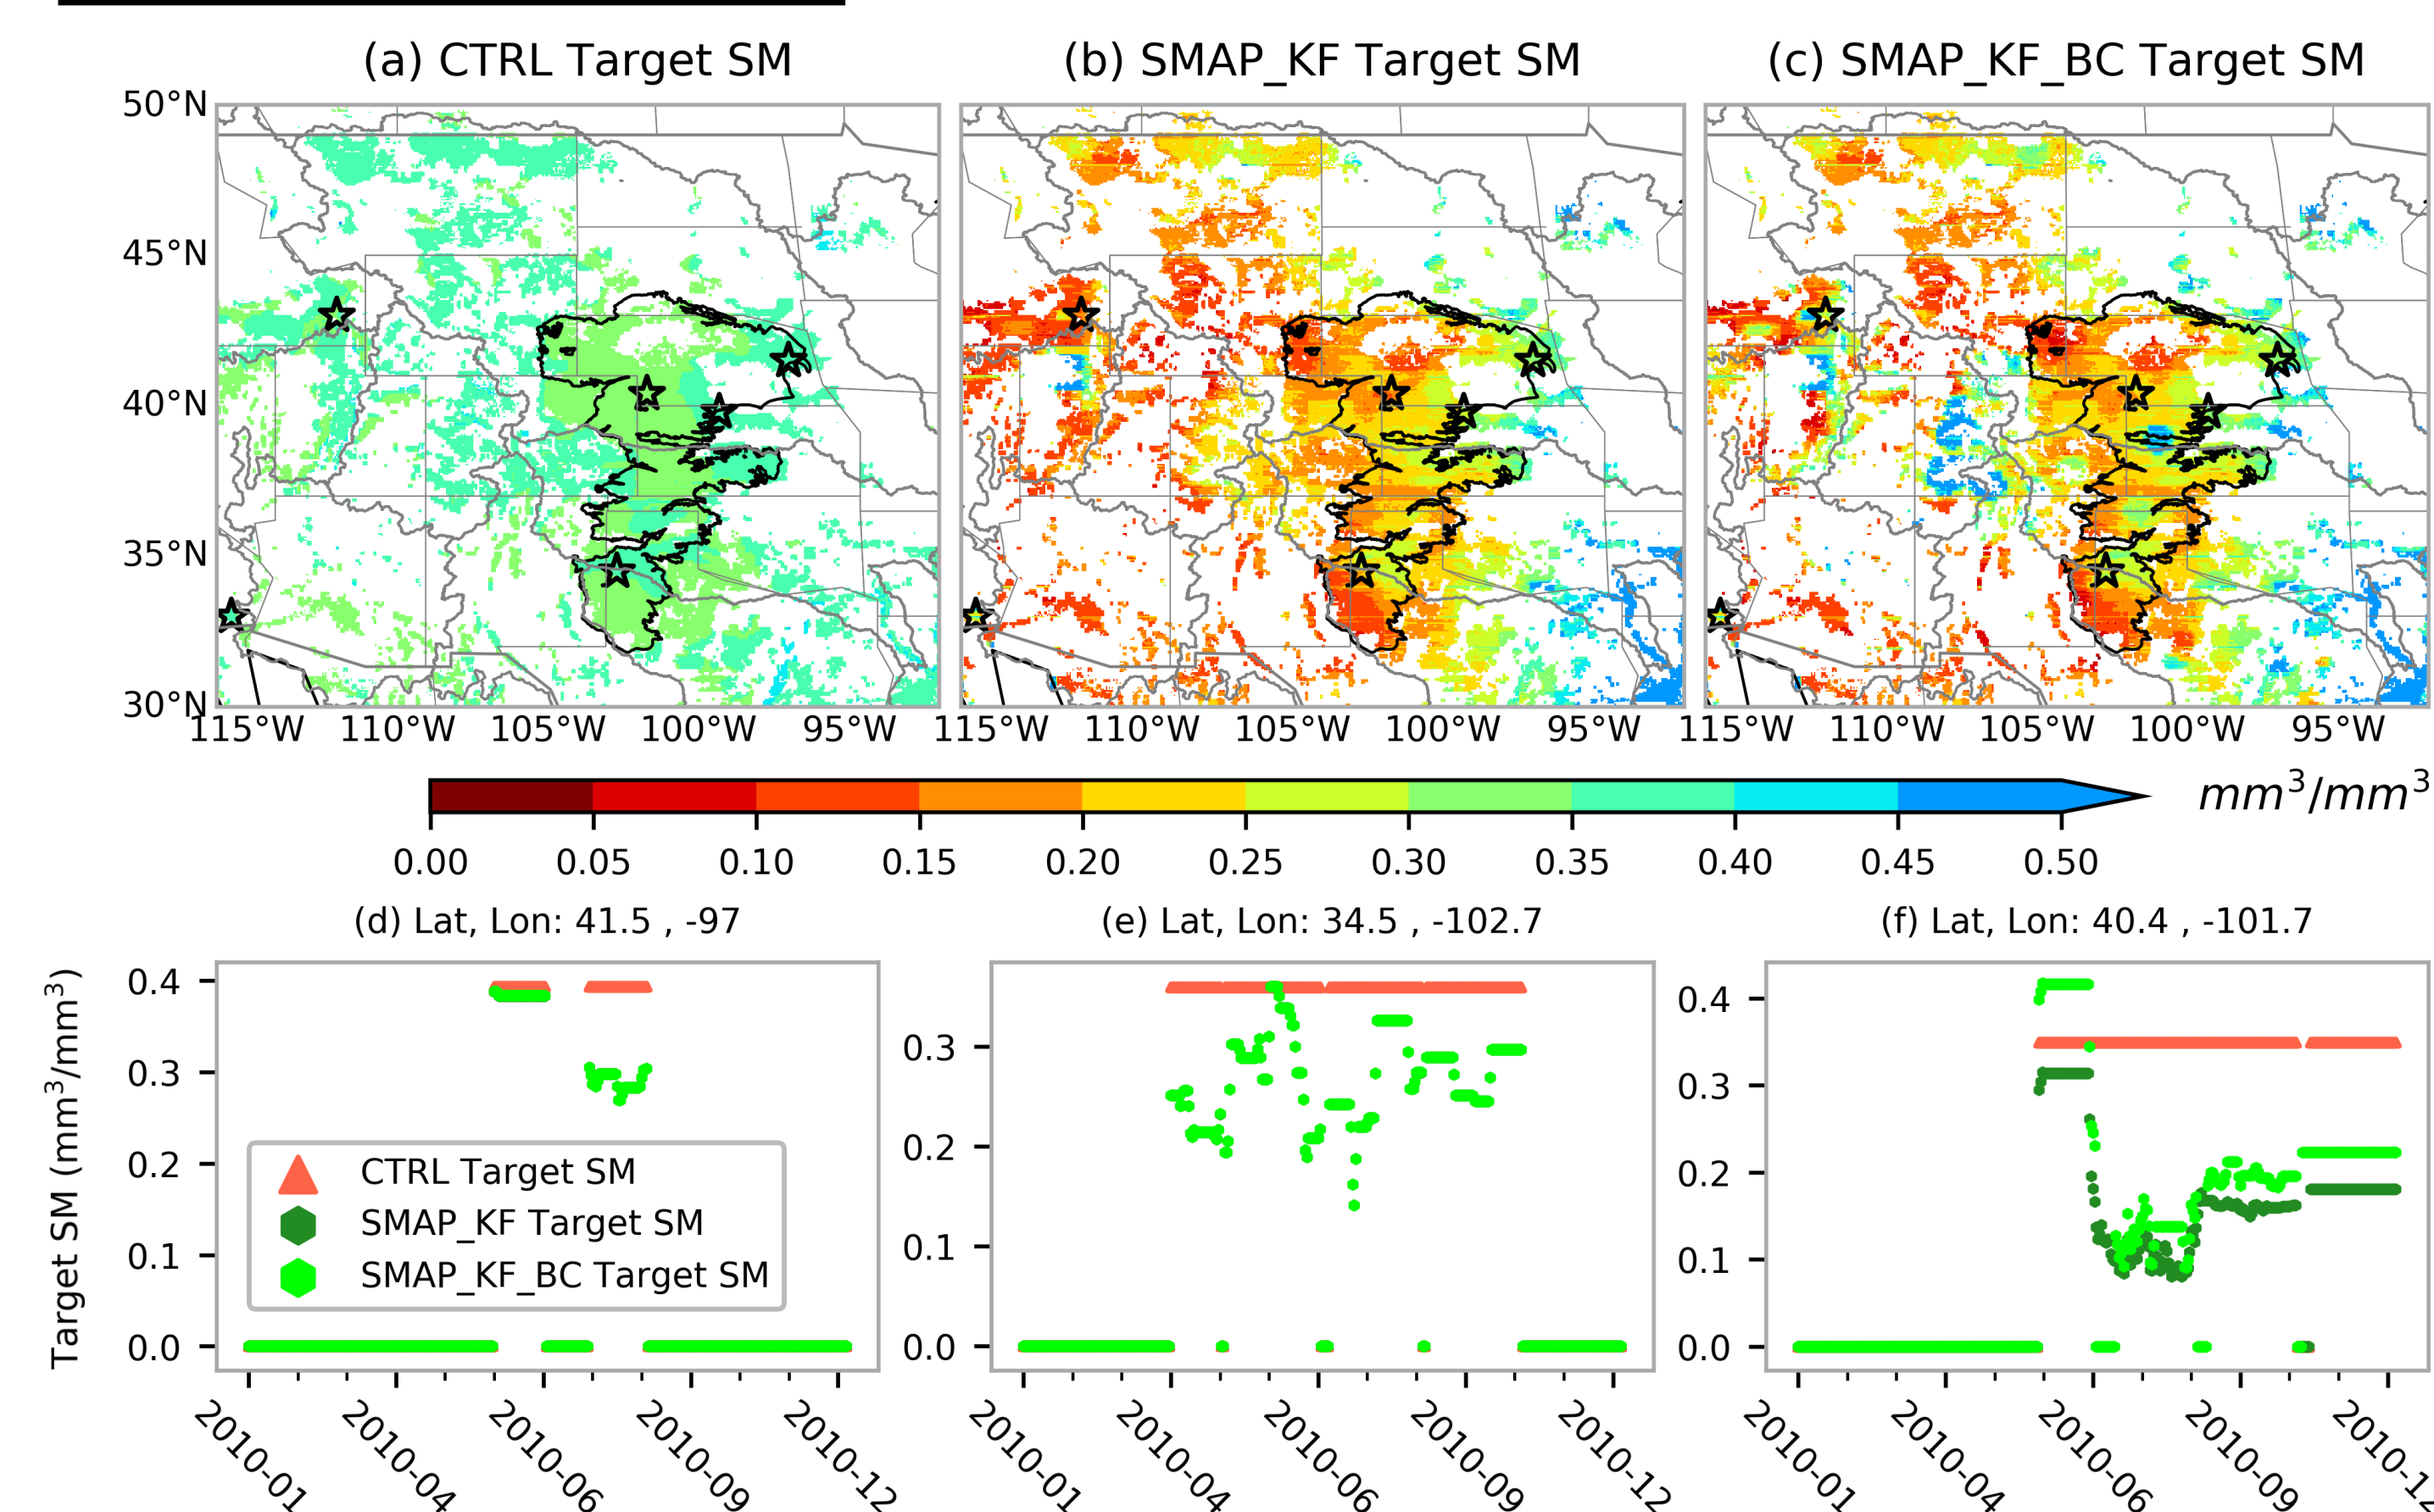 (a) CTRL Target SM (b) SMAP_KF Target SM (c) SMAP_KF_BC Target SM
50°N
45°N
40°N
35°N
30°N
115°W 110°W 105°W 100°W 95°W 115°W 110°W 105°W 100°W 95°W 115°W 110°W 105°W 100°W 95°W
mm³/mm³
0.00 0.05 0.10 0.15 0.20 0.25 0.30 0.35 0.40 0.45 0.50
(d) Lat, Lon: 41.5 , -97 (e) Lat, Lon: 34.5 , -102.7 (f) Lat, Lon: 40.4 , -101.7
Target SM (mm³/mm³)
0.4
0.3
0.2
0.1
0.0
CTRL Target SM
SMAP_KF Target SM
SMAP_KF_BC Target SM
0.3
0.2
0.1
0.0
0.4
0.3
0.2
0.1
0.0
2010-01 2010-04 2010-06 2010-09 2010-12 2010-01 2010-04 2010-06 2010-09 2010-12 2010-01 2010-04 2010-06 2010-09